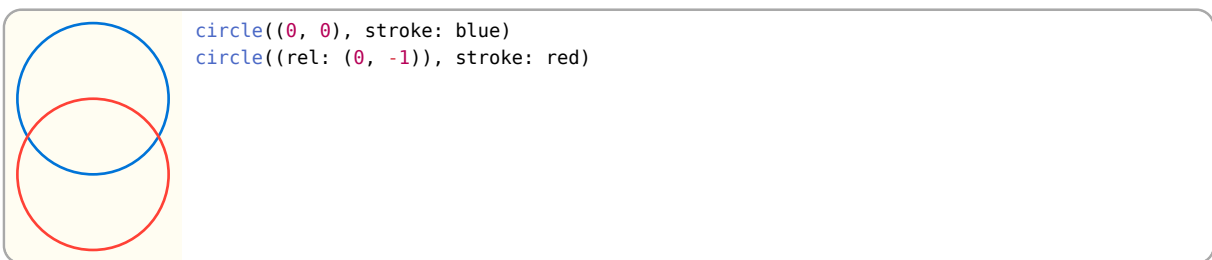 circle((0, 0), stroke: blue)
circle((rel: (0, -1)), stroke: red)